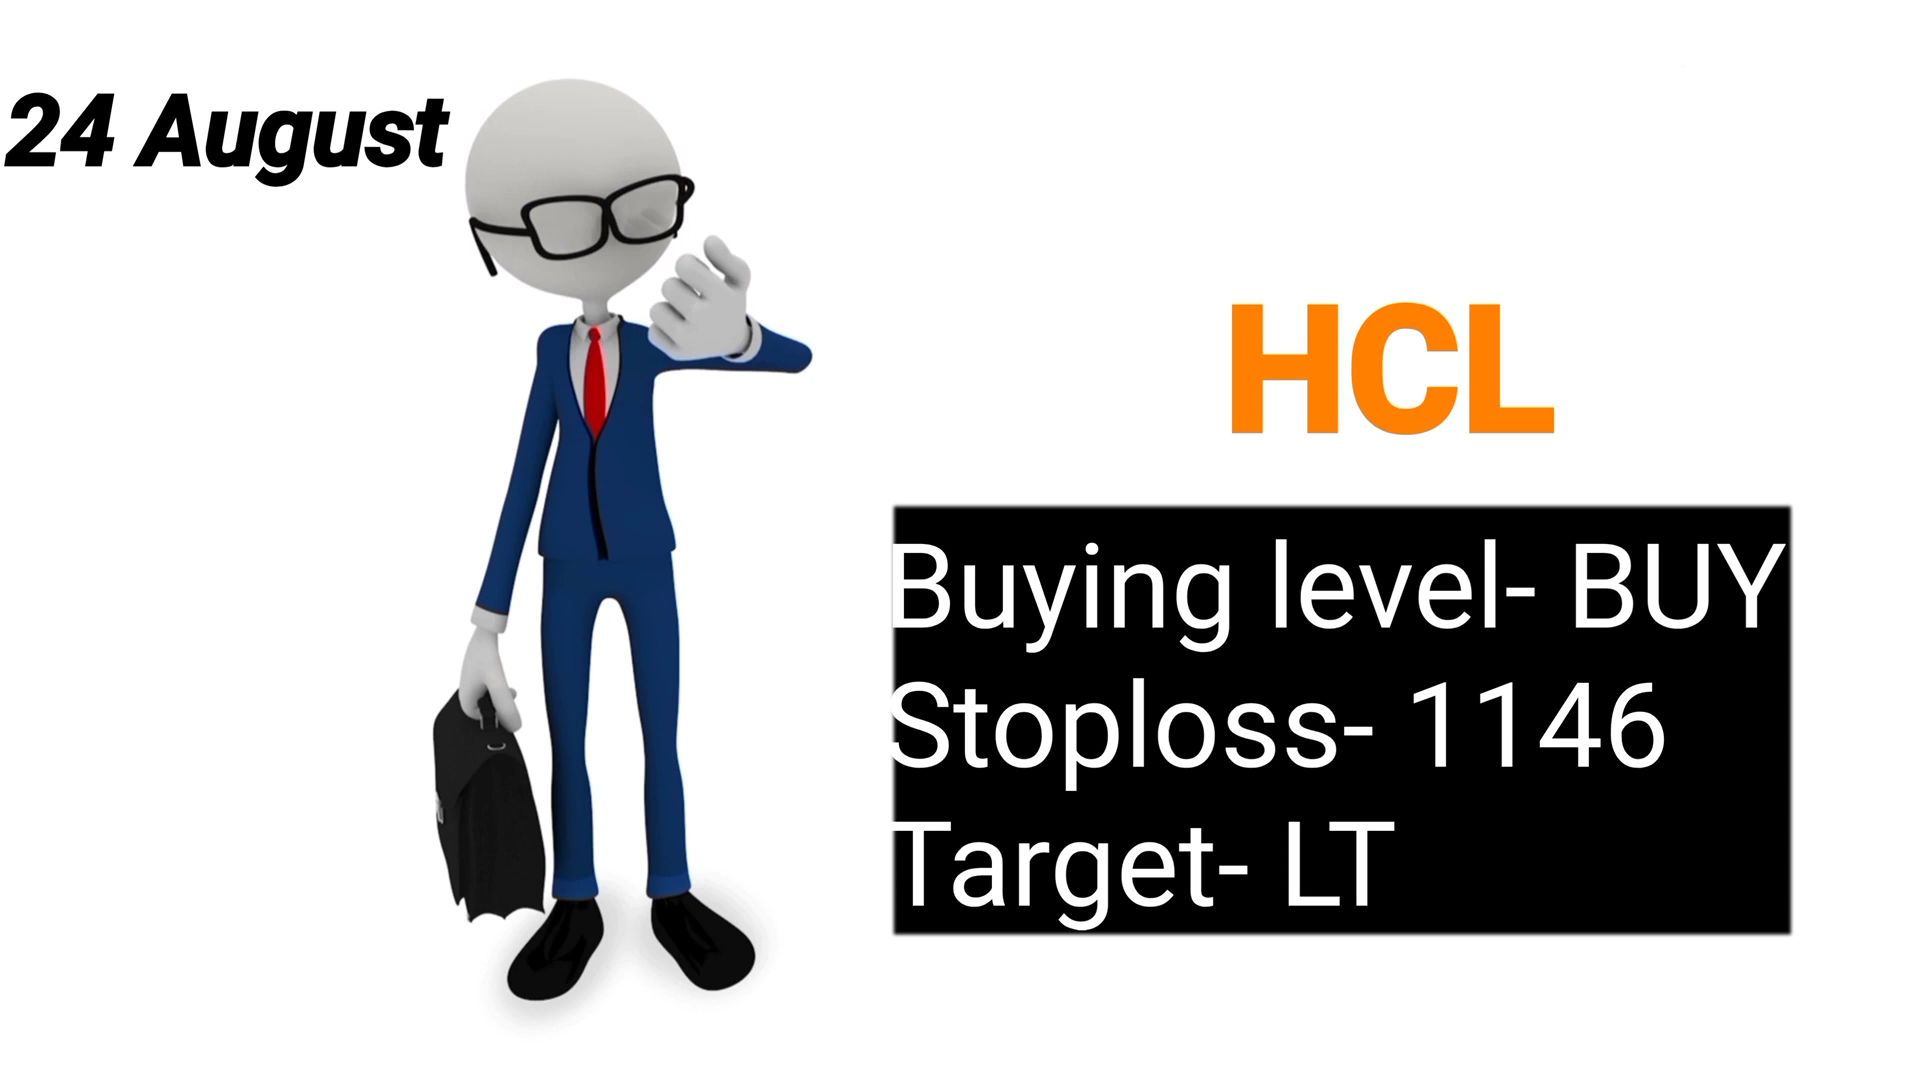 24 August
HCL
Buying level- BUY
Stoploss- 1146
Target- LT